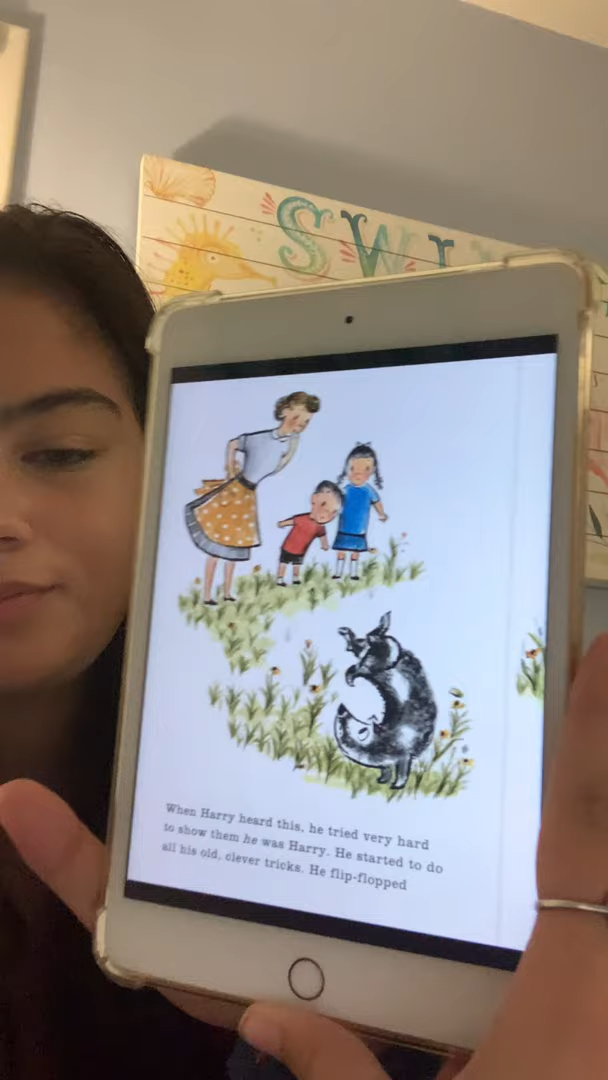 SWI
When Harry heard this, he tried very hard
to show them he was Harry. He started to do
all his old, clever tricks. He flip-flopped